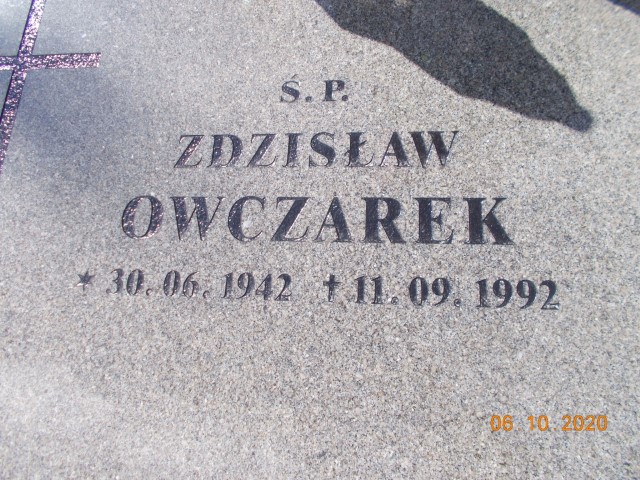 Ś.P.
ZDZISŁAW
OWCZAREK
* 30.06.1942 † 11.09.1992
06 10 2020